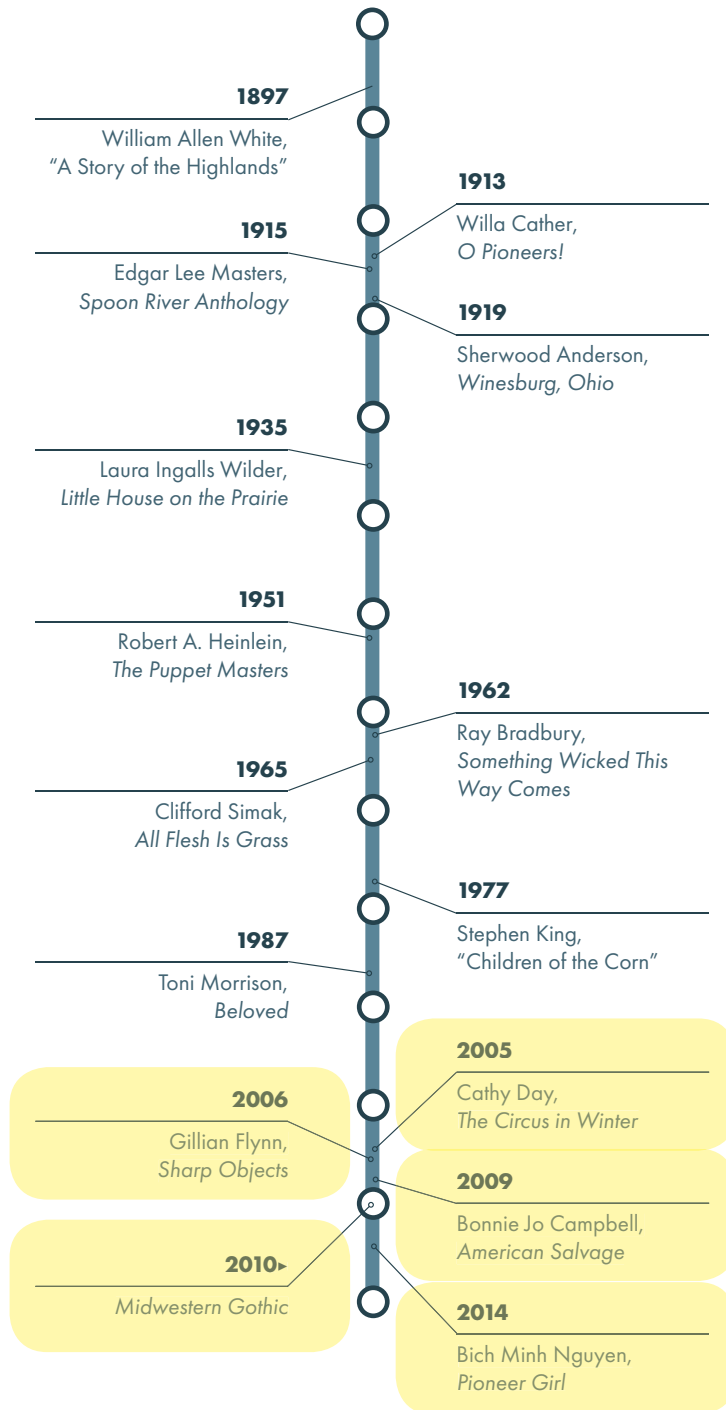 1897
William Allen White,
“A Story of the Highlands”
1913
Willa Cather,
O Pioneers!
1915
Edgar Lee Masters,
Spoon River Anthology
1919
Sherwood Anderson,
Winesburg, Ohio
1935
Laura Ingalls Wilder,
Little House on the Prairie
1951
Robert A. Heinlein,
The Puppet Masters
1962
Ray Bradbury,
Something Wicked This
Way Comes
1965
Clifford Simak,
All Flesh Is Grass
1977
Stephen King,
“Children of the Corn”
1987
Toni Morrison,
Beloved
2005
Cathy Day,
The Circus in Winter
2006
Gillian Flynn,
Sharp Objects
2009
Bonnie Jo Campbell,
American Salvage
2010▸
Midwestern Gothic
2014
Bich Minh Nguyen,
Pioneer Girl